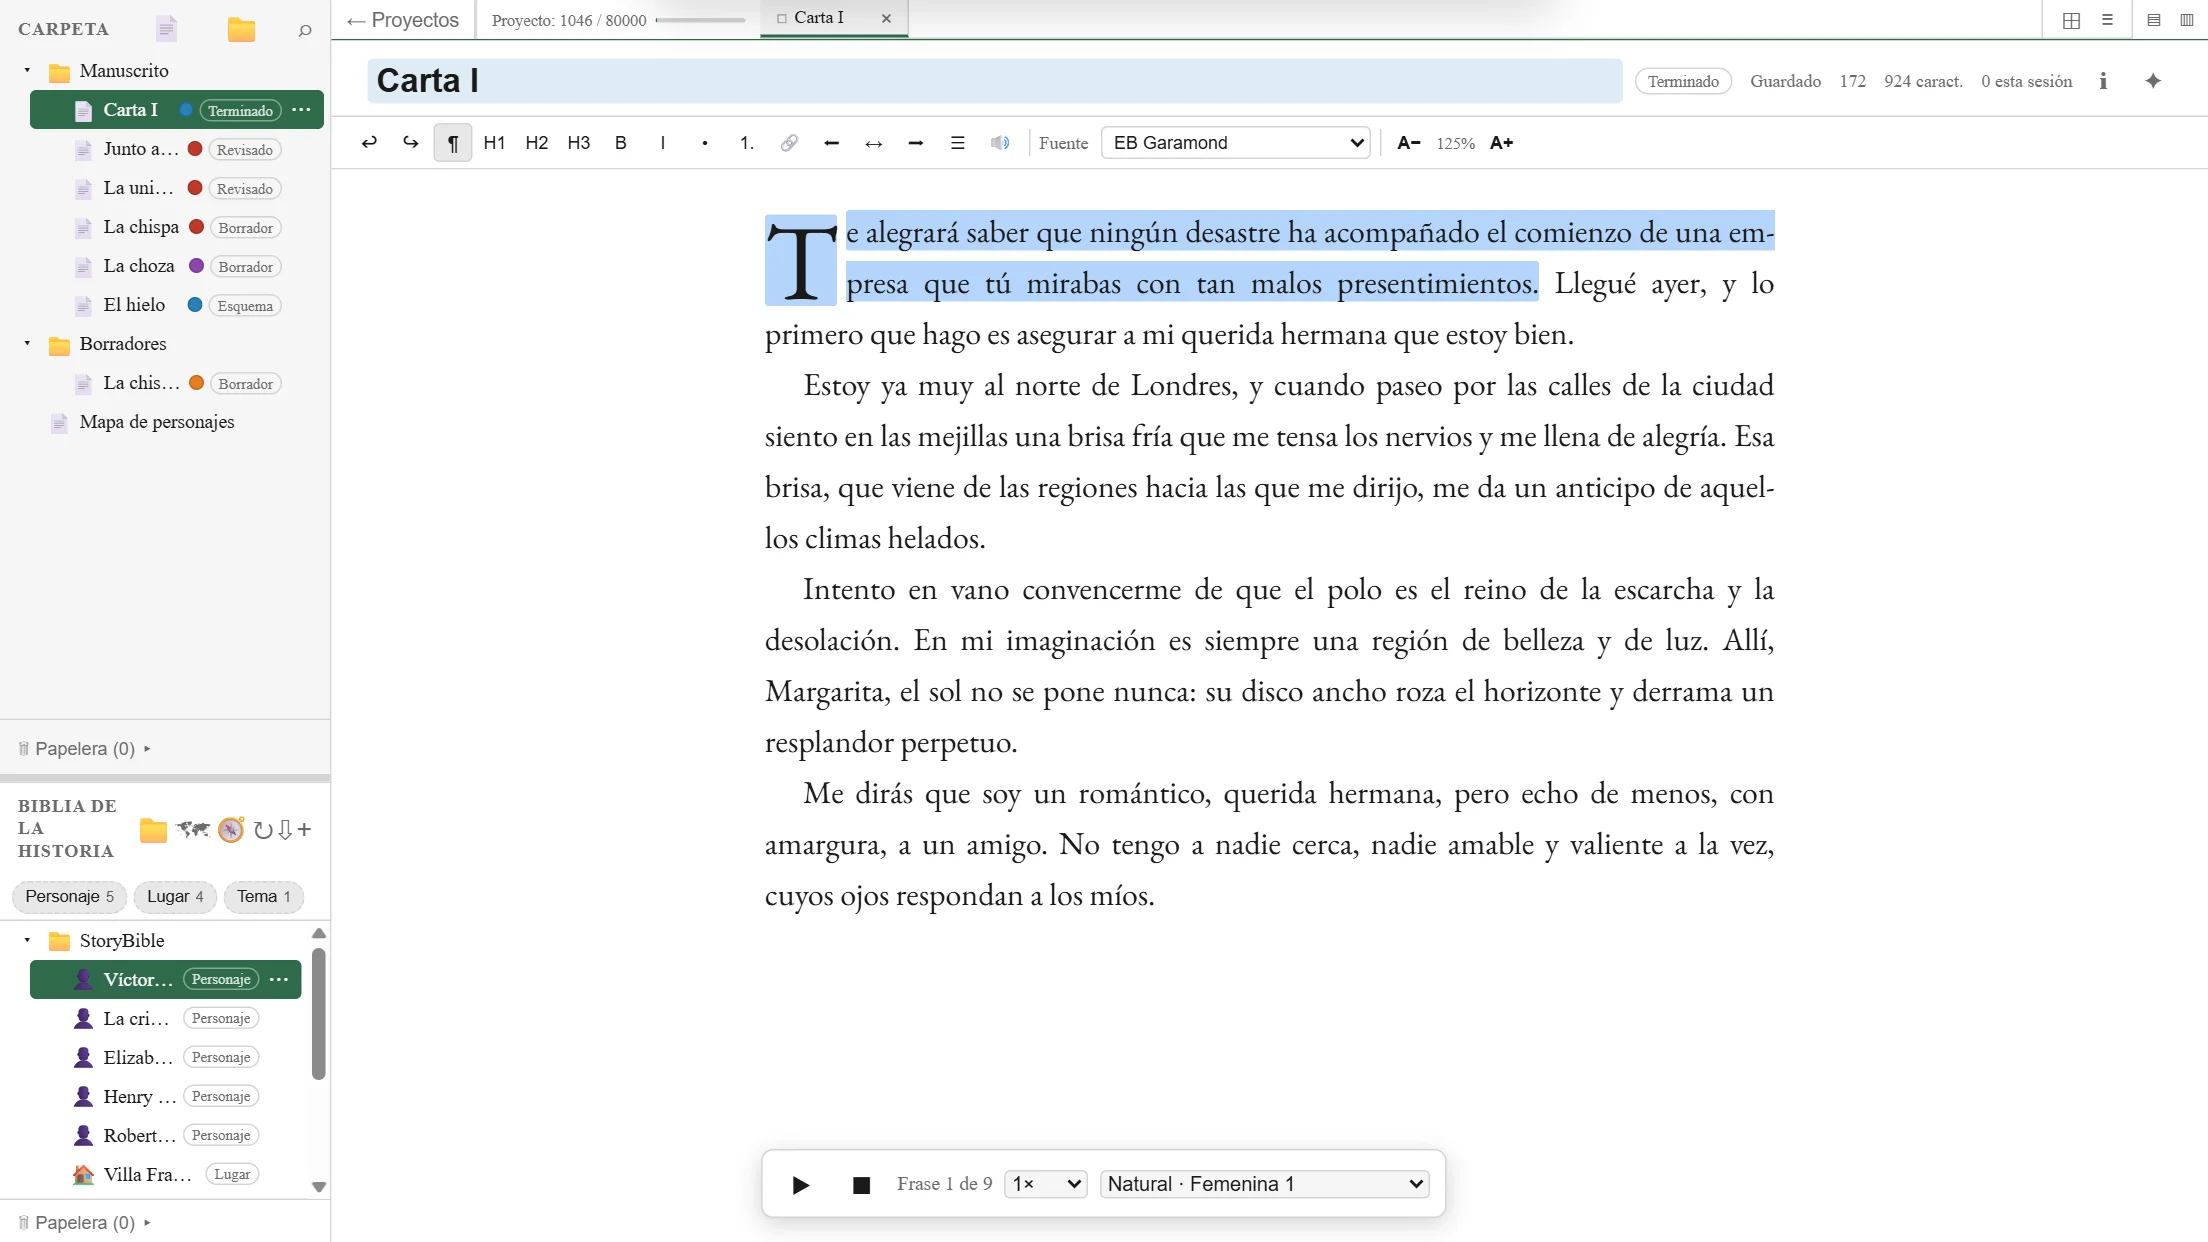 CARPETA
Manuscrito
Carta I Terminado ···
Junto a... Revisado
La uni... Revisado
La chispa Borrador
La choza Borrador
El hielo Esquema
Borradores
La chis... Borrador
Mapa de personajes
Papelera (0)
BIBLIA DE
LA
HISTORIA
Personaje 5 Lugar 4 Tema 1
StoryBible
Víctor... Personaje ···
La cri... Personaje
Elizab... Personaje
Henry ... Personaje
Robert... Personaje
Villa Fra... Lugar
Papelera (0)
← Proyectos Proyecto: 1046 / 80000 Carta I ×
Carta I Terminado Guardado 172 924 caract. 0 esta sesión
¶ H1 H2 H3 B I • 1. Fuente EB Garamond A− 125% A+
Te alegrará saber que ningún desastre ha acompañado el comienzo de una em-
presa que tú mirabas con tan malos presentimientos. Llegué ayer, y lo
primero que hago es asegurar a mi querida hermana que estoy bien.
Estoy ya muy al norte de Londres, y cuando paseo por las calles de la ciudad
siento en las mejillas una brisa fría que me tensa los nervios y me llena de alegría. Esa
brisa, que viene de las regiones hacia las que me dirijo, me da un anticipo de aquel-
los climas helados.
Intento en vano convencerme de que el polo es el reino de la escarcha y la
desolación. En mi imaginación es siempre una región de belleza y de luz. Allí,
Margarita, el sol no se pone nunca: su disco ancho roza el horizonte y derrama un
resplandor perpetuo.
Me dirás que soy un romántico, querida hermana, pero echo de menos, con
amargura, a un amigo. No tengo a nadie cerca, nadie amable y valiente a la vez,
cuyos ojos respondan a los míos.
Frase 1 de 9 1× Natural · Femenina 1